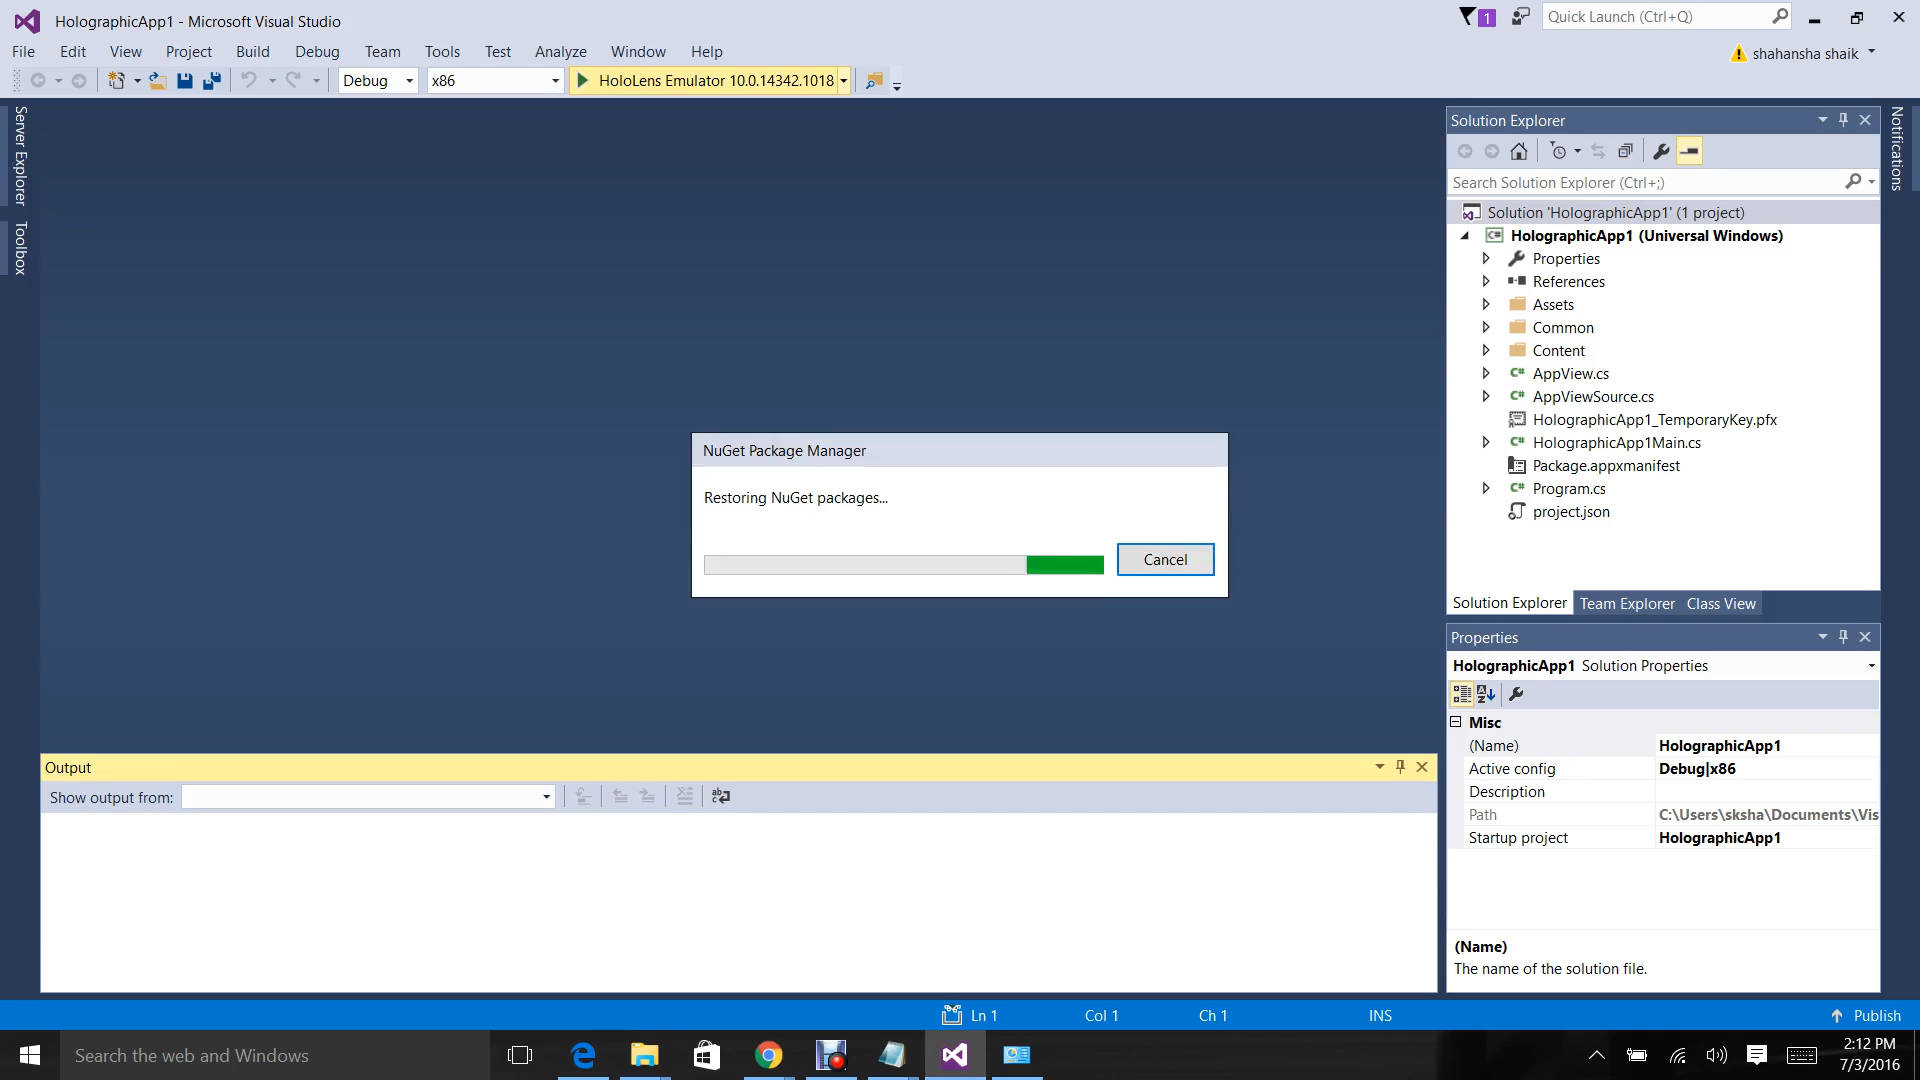 HolographicApp1 - Microsoft Visual Studio
1
Quick Launch (Ctrl+Q)
File Edit View Project Build Debug Team Tools Test Analyze Window Help
shahansha shaik
Debug x86 HoloLens Emulator 10.0.14342.1018
Server Explorer
Toolbox
Notifications
Solution Explorer
Search Solution Explorer (Ctrl+;)
Solution 'HolographicApp1' (1 project)
C# HolographicApp1 (Universal Windows)
Properties
References
Assets
Common
Content
C# AppView.cs
C# AppViewSource.cs
HolographicApp1_TemporaryKey.pfx
C# HolographicApp1Main.cs
Package.appxmanifest
C# Program.cs
project.json
Solution Explorer Team Explorer Class View
NuGet Package Manager
Restoring NuGet packages...
Cancel
Properties
HolographicApp1 Solution Properties
Misc
(Name) HolographicApp1
Active config Debug|x86
Description
Path C:\Users\sksha\Documents\Vis
Startup project HolographicApp1
(Name)
The name of the solution file.
Output
Show output from:
Ln 1 Col 1 Ch 1 INS Publish
Search the web and Windows
2:12 PM
7/3/2016